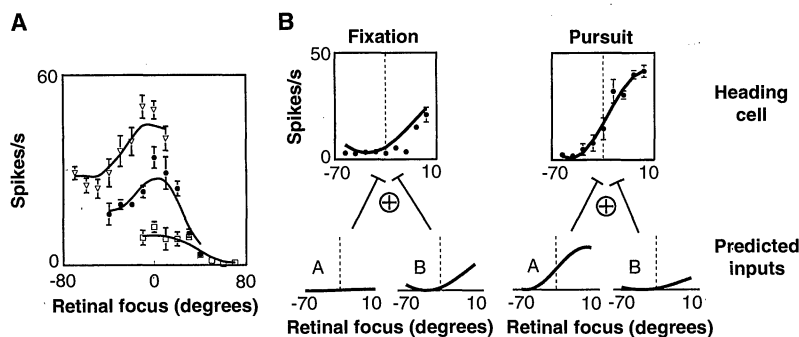 A
B
Fixation
Pursuit
60
Spikes/s
0
-80
0
80
Retinal focus (degrees)
50
Spikes/s
0
-70
10
-70
10
Heading
cell
+
+
A
B
A
B
Predicted
inputs
-70
10
-70
10
-70
10
-70
10
Retinal focus (degrees)
Retinal focus (degrees)